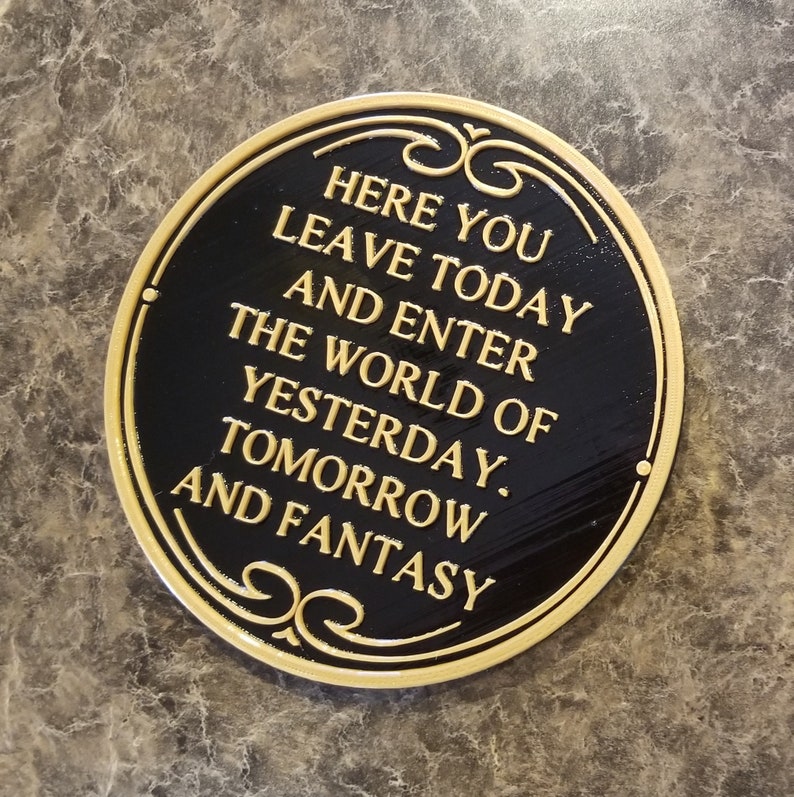 HERE YOU
LEAVE TODAY
AND ENTER
THE WORLD OF
YESTERDAY.
TOMORROW
AND FANTASY